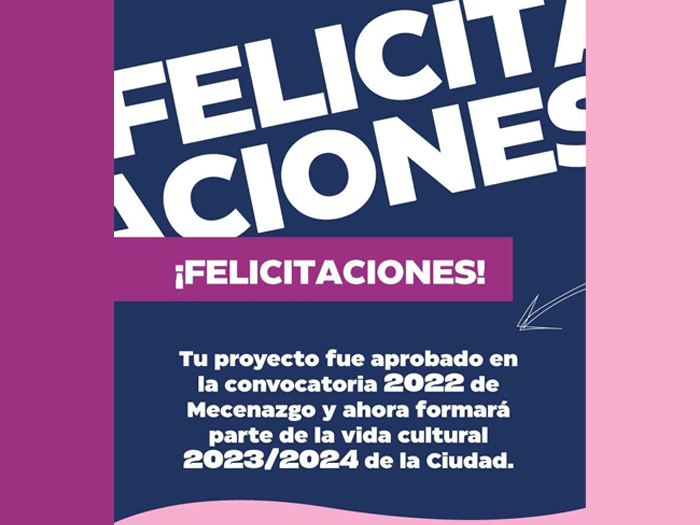 FELICITA
ACIONES
¡FELICITACIONES!
Tu proyecto fue aprobado en
la convocatoria 2022 de
Mecenazgo y ahora formará
parte de la vida cultural
2023/2024 de la Ciudad.